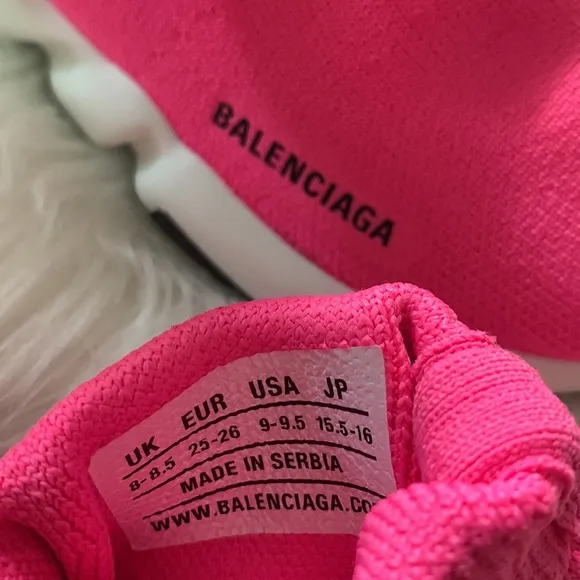 BALENCIAGA
UK EUR USA JP
8-8.5 25-26 9-9.5 15.5-16
MADE IN SERBIA
WWW.BALENCIAGA.CO